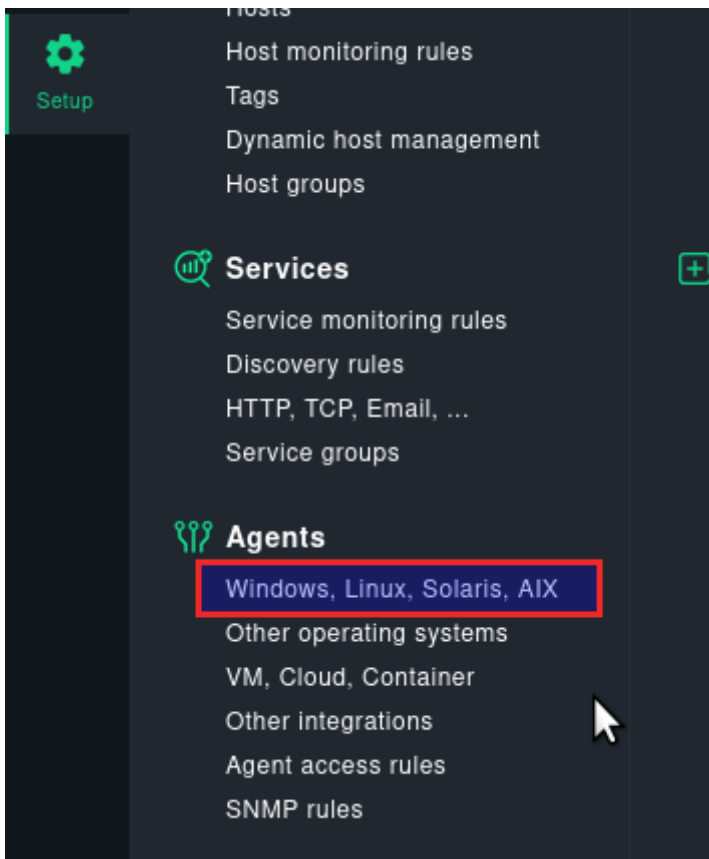 Hosts
Setup
Host monitoring rules
Tags
Dynamic host management
Host groups
Services
Service monitoring rules
Discovery rules
HTTP, TCP, Email, ...
Service groups
Agents
Windows, Linux, Solaris, AIX
Other operating systems
VM, Cloud, Container
Other integrations
Agent access rules
SNMP rules